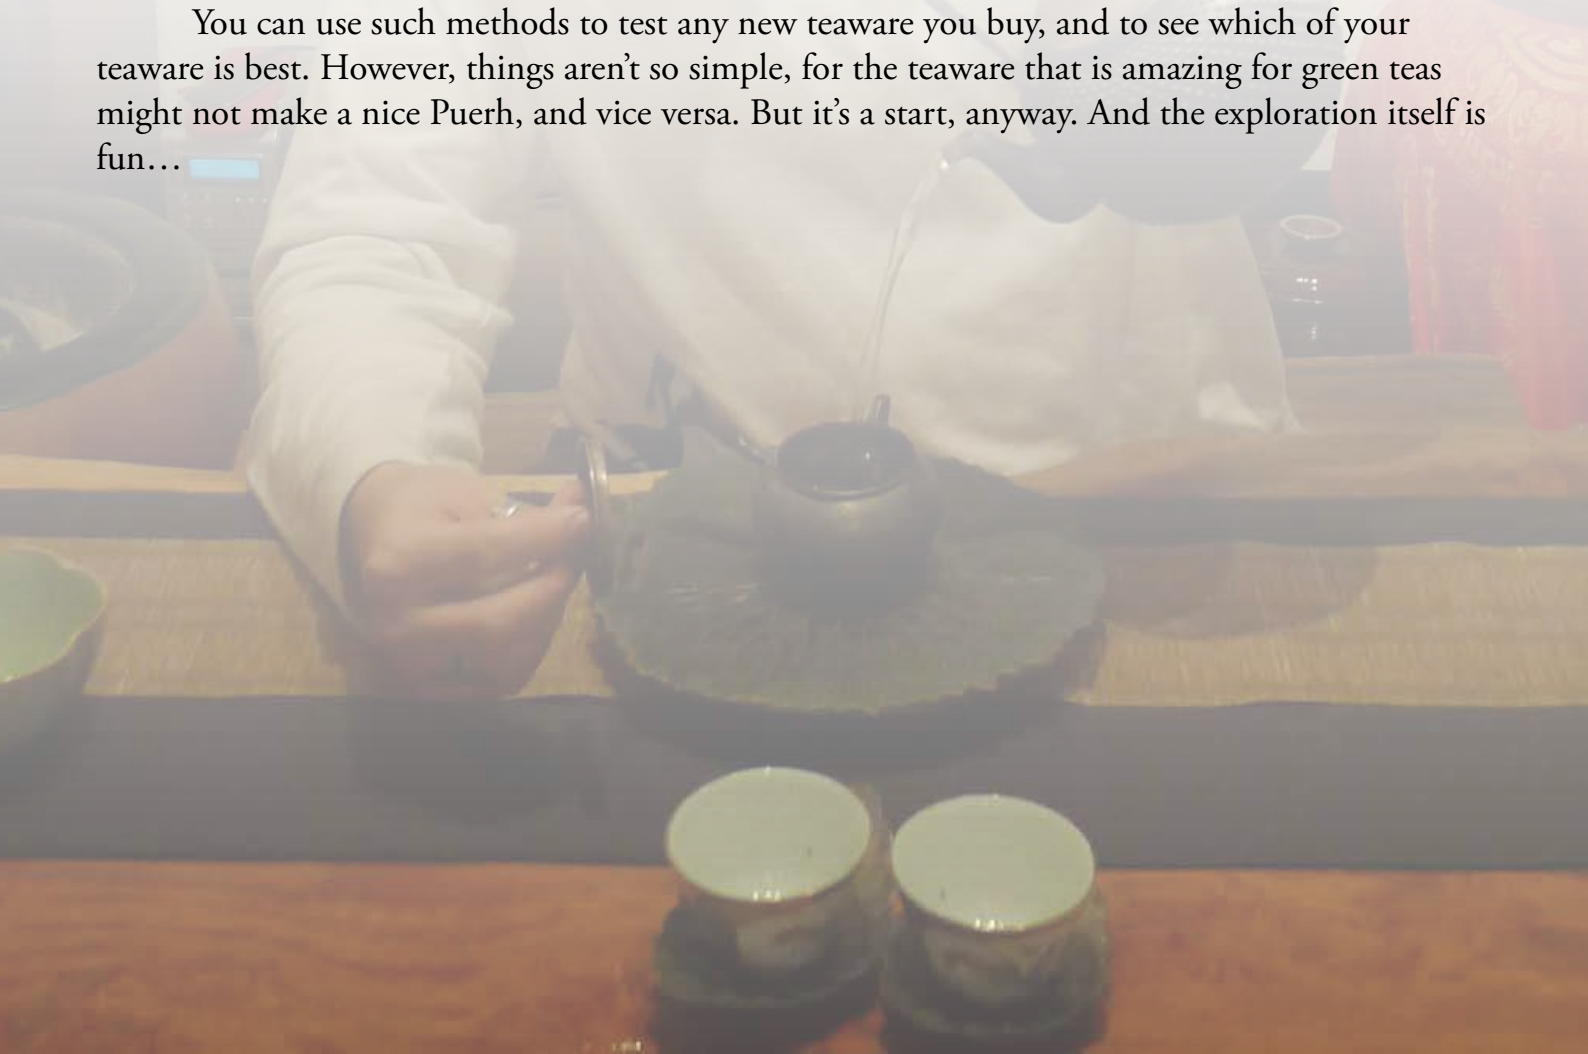 You can use such methods to test any new teaware you buy, and to see which of your
teaware is best. However, things aren’t so simple, for the teaware that is amazing for green teas
might not make a nice Puerh, and vice versa. But it’s a start, anyway. And the exploration itself is
fun…